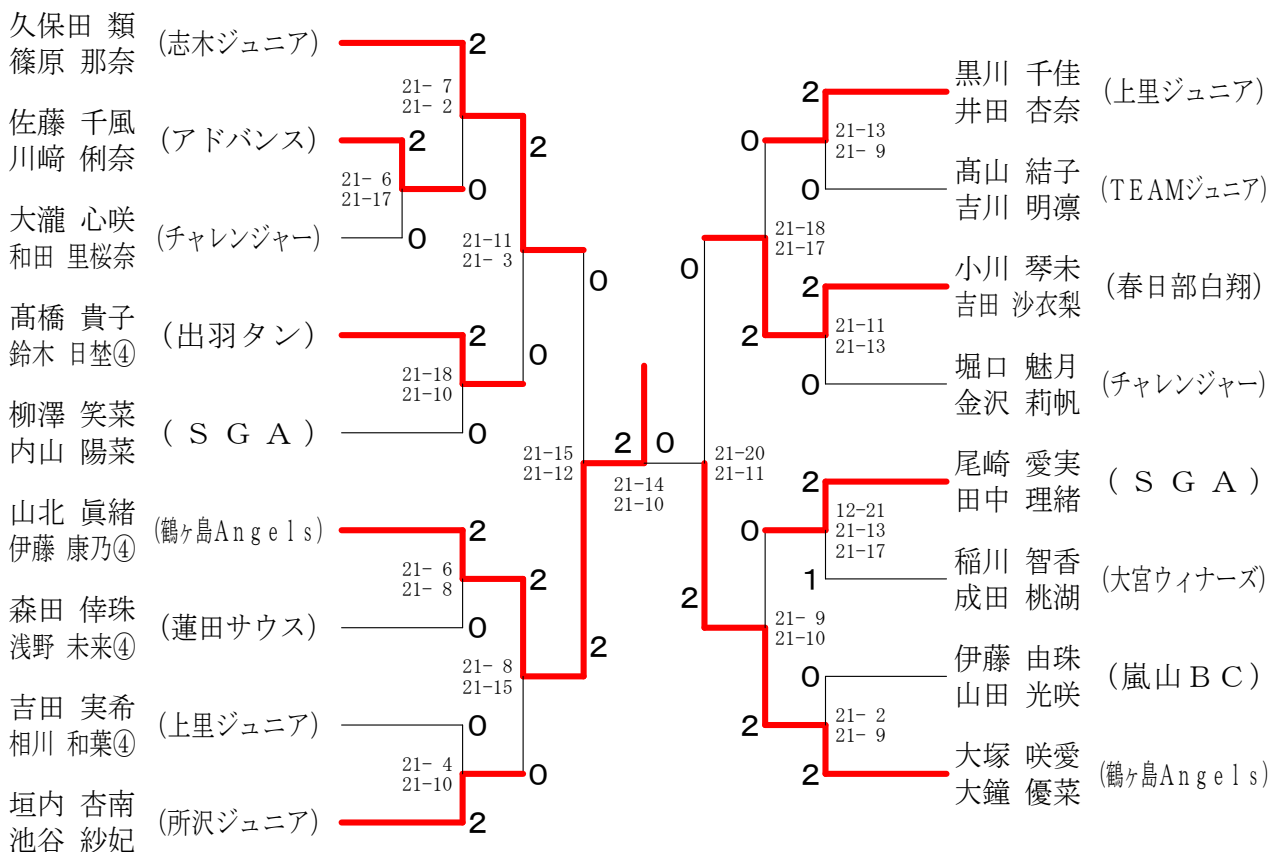 久保田 類
篠原 那奈
(志木ジュニア)
2
21- 7
21- 2
佐藤 千風
川﨑 俐奈
(アドバンス)
2
2
21- 6
21-17
0
大瀧 心咲
和田 里桜奈
(チャレンジャー)
0
21-11
21- 3
0
髙橋 貴子
鈴木 日埜④
(出羽タン)
2
0
21-18
21-10
柳澤 笑菜
内山 陽菜
(ＳＧＡ)
0
21-15
21-12
山北 眞緒
伊藤 康乃④
(鶴ヶ島Angels)
2
21- 6
21- 8
2
森田 倖珠
浅野 未来④
(蓮田サウス)
0
2
21- 8
21-15
吉田 実希
相川 和葉④
(上里ジュニア)
0
21- 4
21-10
0
垣内 杏南
池谷 紗妃
(所沢ジュニア)
2
2
0
21-14
21-10
黒川 千佳
井田 杏奈
(上里ジュニア)
2
21-13
21- 9
0
髙山 結子
吉川 明凛
(TEAMジュニア)
0
21-18
21-17
0
小川 琴未
吉田 沙衣梨
(春日部白翔)
2
21-11
21-13
2
堀口 魅月
金沢 莉帆
(チャレンジャー)
0
21-20
21-11
尾崎 愛実
田中 理緒
(ＳＧＡ)
2
12-21
21-13
21-17
0
稲川 智香
成田 桃湖
(大宮ウィナーズ)
1
2
21- 9
21-10
伊藤 由珠
山田 光咲
(嵐山ＢＣ)
0
21- 2
21- 9
2
大塚 咲愛
大鐘 優菜
(鶴ヶ島Angels)
2